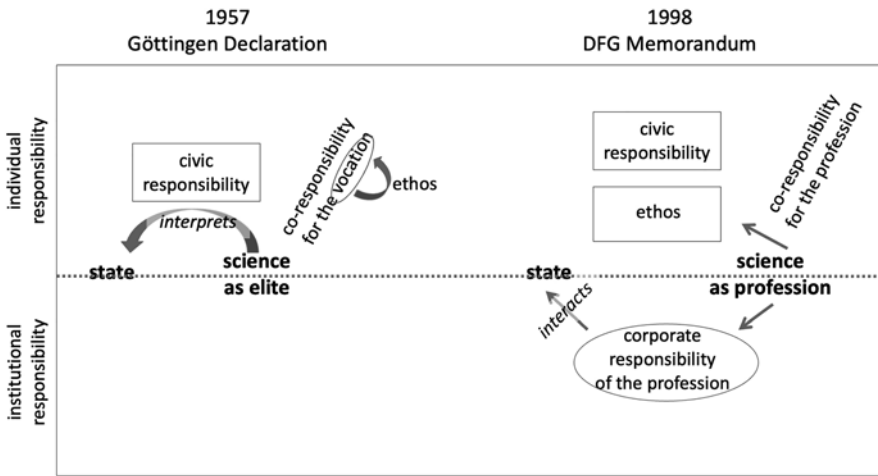 1957
Göttingen Declaration
1998
DFG Memorandum
individual
responsibility
civic
responsibility
interprets
co-responsibility
for the vocation
ethos
state
science
as elite
civic
responsibility
ethos
co-responsibility
for the profession
state
science
as profession
institutional
responsibility
interacts
corporate
responsibility
of the profession